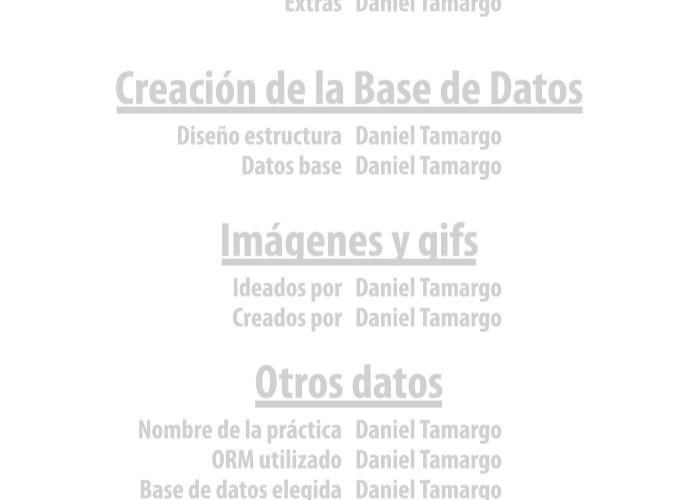 Extras Daniel Tamargo
Creación de la Base de Datos
Diseño estructura Daniel Tamargo
Datos base Daniel Tamargo
Imágenes y gifs
Ideados por Daniel Tamargo
Creados por Daniel Tamargo
Otros datos
Nombre de la práctica Daniel Tamargo
ORM utilizado Daniel Tamargo
Base de datos elegida Daniel Tamargo